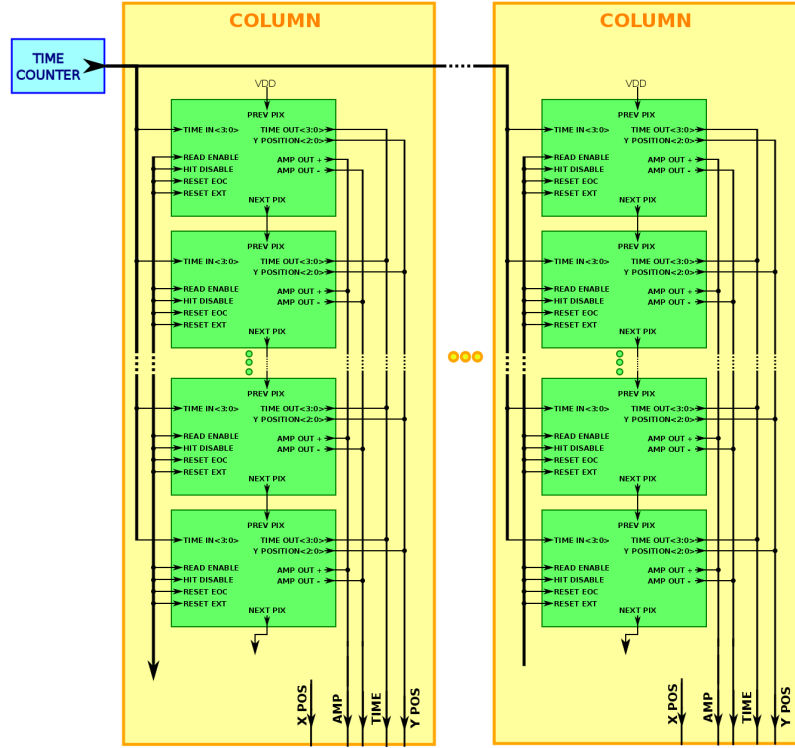 COLUMN
COLUMN
TIME
COUNTER
VDD
PREV PIX
TIME IN<3:0>
TIME OUT<3:0>
Y POSITION<2:0>
READ ENABLE
AMP OUT +
HIT DISABLE
AMP OUT -
RESET EOC
RESET EXT
NEXT PIX
PREV PIX
TIME IN<3:0>
TIME OUT<3:0>
Y POSITION<2:0>
READ ENABLE
AMP OUT +
HIT DISABLE
AMP OUT -
RESET EOC
RESET EXT
NEXT PIX
PREV PIX
TIME IN<3:0>
TIME OUT<3:0>
Y POSITION<2:0>
READ ENABLE
AMP OUT +
HIT DISABLE
AMP OUT -
RESET EOC
RESET EXT
NEXT PIX
PREV PIX
TIME IN<3:0>
TIME OUT<3:0>
Y POSITION<2:0>
READ ENABLE
AMP OUT +
HIT DISABLE
AMP OUT -
RESET EOC
RESET EXT
NEXT PIX
X POS
AMP
TIME
Y POS
VDD
PREV PIX
TIME IN<3:0>
TIME OUT<3:0>
Y POSITION<2:0>
READ ENABLE
AMP OUT +
HIT DISABLE
AMP OUT -
RESET EOC
RESET EXT
NEXT PIX
PREV PIX
TIME IN<3:0>
TIME OUT<3:0>
Y POSITION<2:0>
READ ENABLE
AMP OUT +
HIT DISABLE
AMP OUT -
RESET EOC
RESET EXT
NEXT PIX
PREV PIX
TIME IN<3:0>
TIME OUT<3:0>
Y POSITION<2:0>
READ ENABLE
AMP OUT +
HIT DISABLE
AMP OUT -
RESET EOC
RESET EXT
NEXT PIX
PREV PIX
TIME IN<3:0>
TIME OUT<3:0>
Y POSITION<2:0>
READ ENABLE
AMP OUT +
HIT DISABLE
AMP OUT -
RESET EOC
RESET EXT
NEXT PIX
X POS
AMP
TIME
Y POS